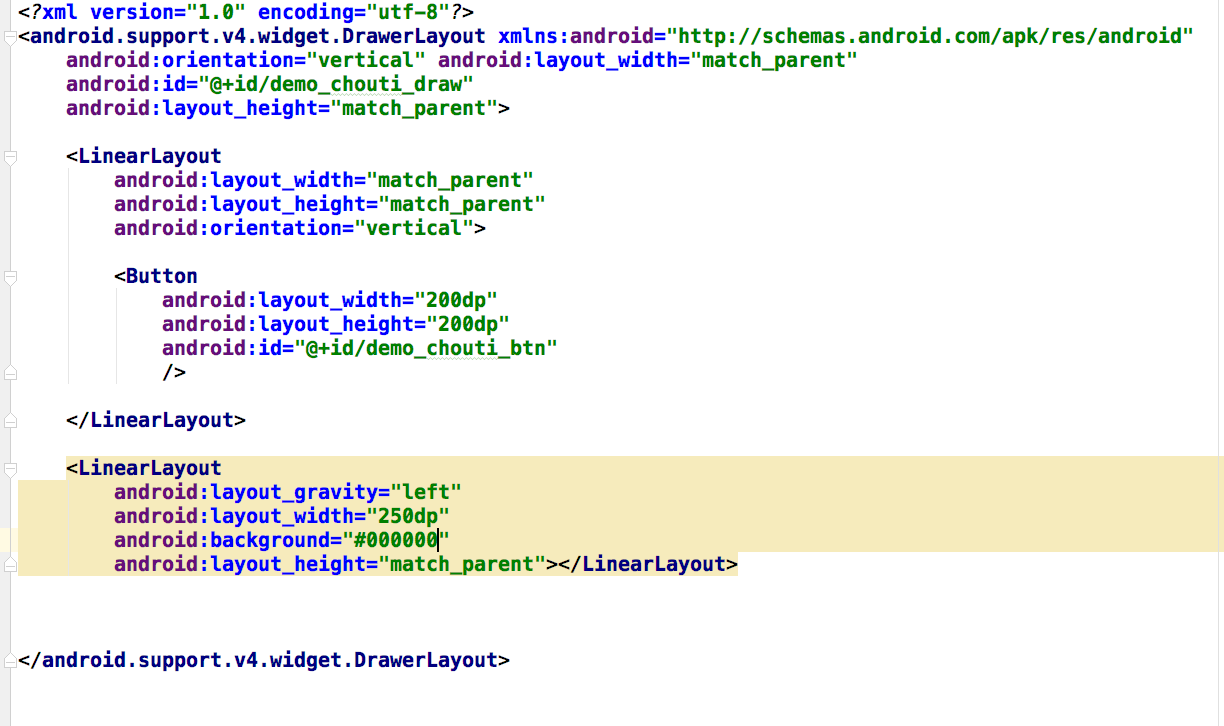 <?xml version="1.0" encoding="utf-8"?>
<android.support.v4.widget.DrawerLayout xmlns:android="http://schemas.android.com/apk/res/android"
    android:orientation="vertical" android:layout_width="match_parent"
    android:id="@+id/demo_chouti_draw"
    android:layout_height="match_parent">

    <LinearLayout
        android:layout_width="match_parent"
        android:layout_height="match_parent"
        android:orientation="vertical">

        <Button
            android:layout_width="200dp"
            android:layout_height="200dp"
            android:id="@+id/demo_chouti_btn"
            />

    </LinearLayout>

    <LinearLayout
        android:layout_gravity="left"
        android:layout_width="250dp"
        android:background="#000000"
        android:layout_height="match_parent"></LinearLayout>

</android.support.v4.widget.DrawerLayout>